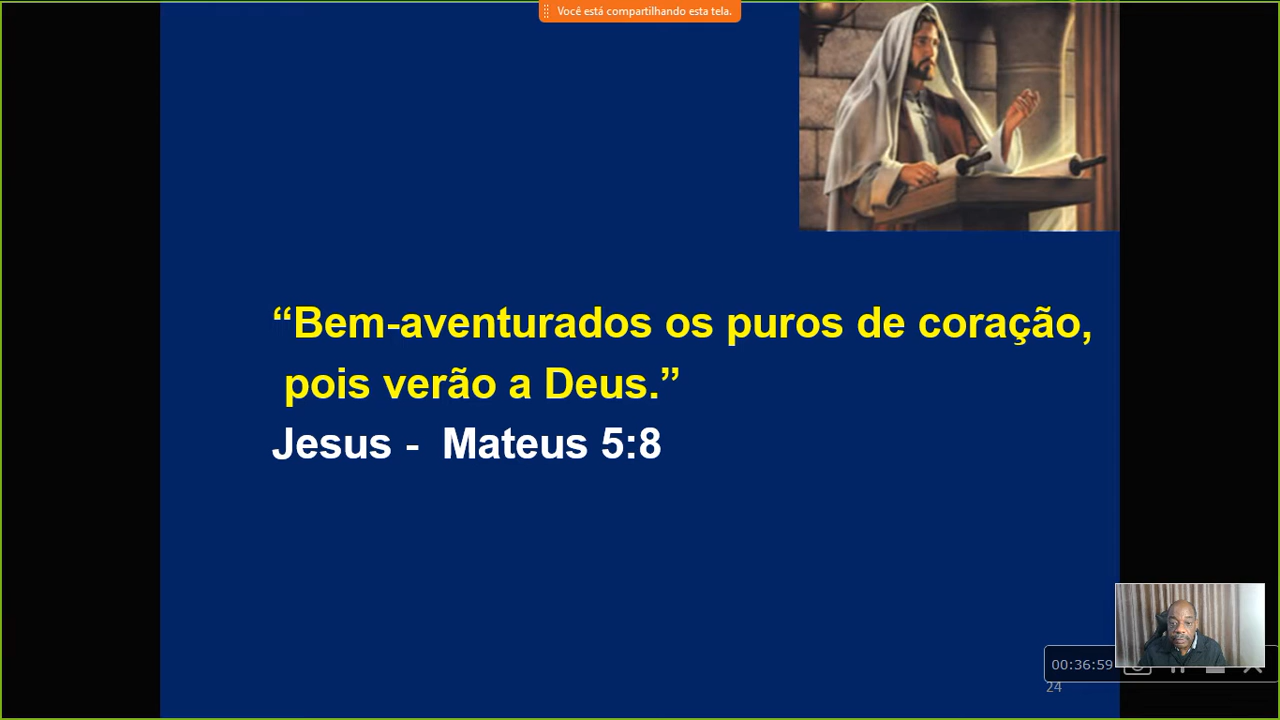 Você está compartilhando esta tela.
“Bem-aventurados os puros de coração,
pois verão a Deus.”
Jesus - Mateus 5:8
00:36:59
24